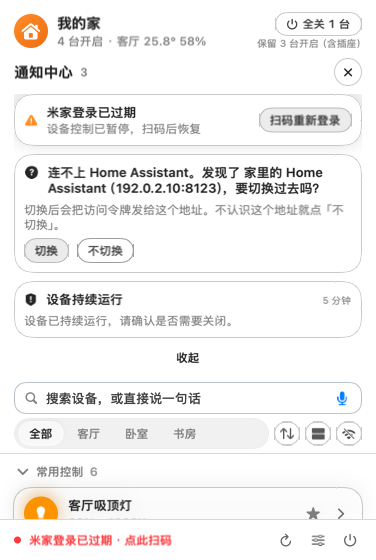 我的家
4 台开启 · 客厅 25.8° 58%
全关 1 台
保留 3 台开启 (含插座)
通知中心 3
米家登录已过期
设备控制已暂停，扫码后恢复
扫码重新登录
连不上 Home Assistant。发现了 家里的 Home
Assistant (192.0.2.10:8123)，要切换过去吗?
切换后会把访问令牌发给这个地址。不认识这个地址就点「不
切换」。
切换
不切换
设备持续运行
5 分钟
设备已持续运行，请确认是否需要关闭。
收起
搜索设备，或直接说一句话
全部 客厅 卧室 书房
常用控制 6
客厅吸顶灯
米家登录已过期 · 点此扫码